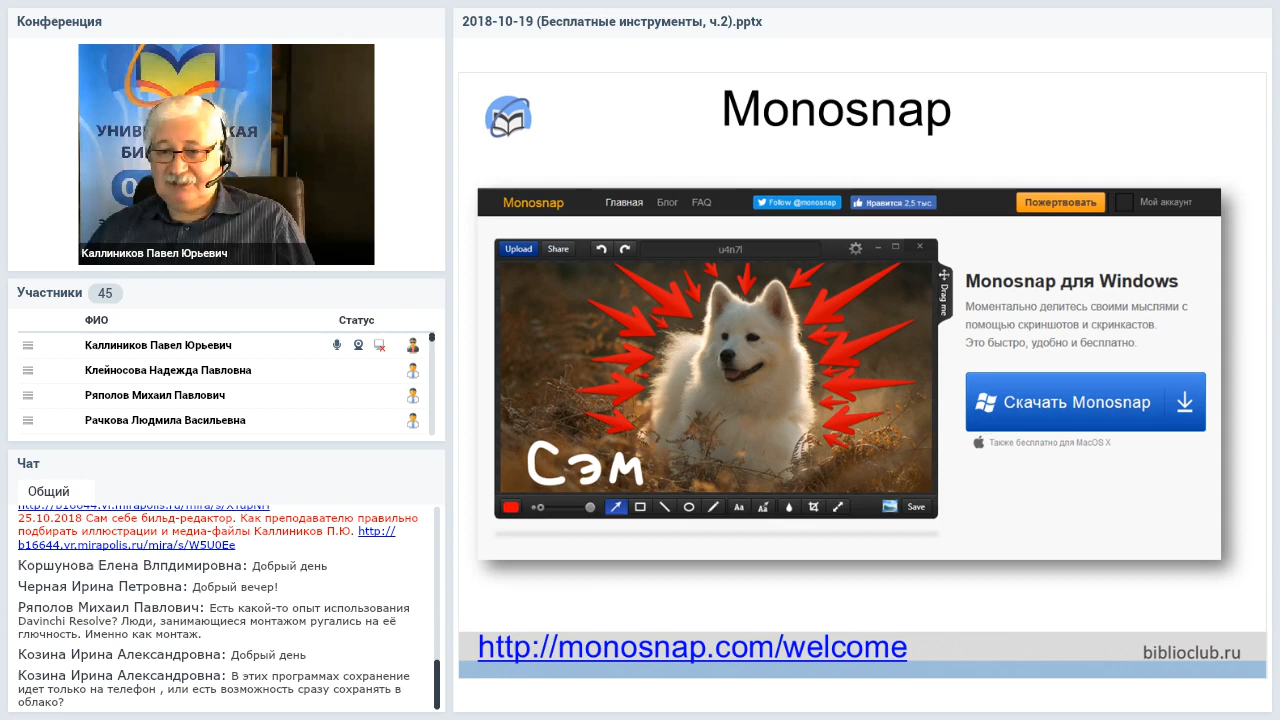 Конференция
Каллиников Павел Юрьевич
Участники 45
ФИО Статус
Каллиников Павел Юрьевич
Клейносова Надежда Павловна
Ряполов Михаил Павлович
Рачкова Людмила Васильевна
Чат
Общий
25.10.2018 Сам себе бильд-редактор. Как преподавателю правильно
подбирать иллюстрации и медиа-файлы Каллиников П.Ю. http://
b16644.vr.mirapolis.ru/mira/s/W5U0Ee
Коршунова Елена Влпдимировна: Добрый день
Черная Ирина Петровна: Добрый вечер!
Ряполов Михаил Павлович: Есть какой-то опыт использования
Davinchi Resolve? Люди, занимающиеся монтажом ругались на её
глючность. Именно как монтаж.
Козина Ирина Александровна: Добрый день
Козина Ирина Александровна: В этих программах сохранение
идет только на телефон , или есть возможность сразу сохранять в
облако?
2018-10-19 (Бесплатные инструменты, ч.2).pptx
Monosnap
Monosnap Главная Блог FAQ Follow @monosnap Нравится 2,5 тыс. Пожертвовать Мой аккаунт
Upload Share u4n7l
Drag me
Сэм
Aa
Save
Monosnap для Windows
Моментально делитесь своими мыслями с
помощью скриншотов и скринкастов.
Это быстро, удобно и бесплатно.
Скачать Monosnap
Также бесплатно для MacOS X
http://monosnap.com/welcome
biblioclub.ru